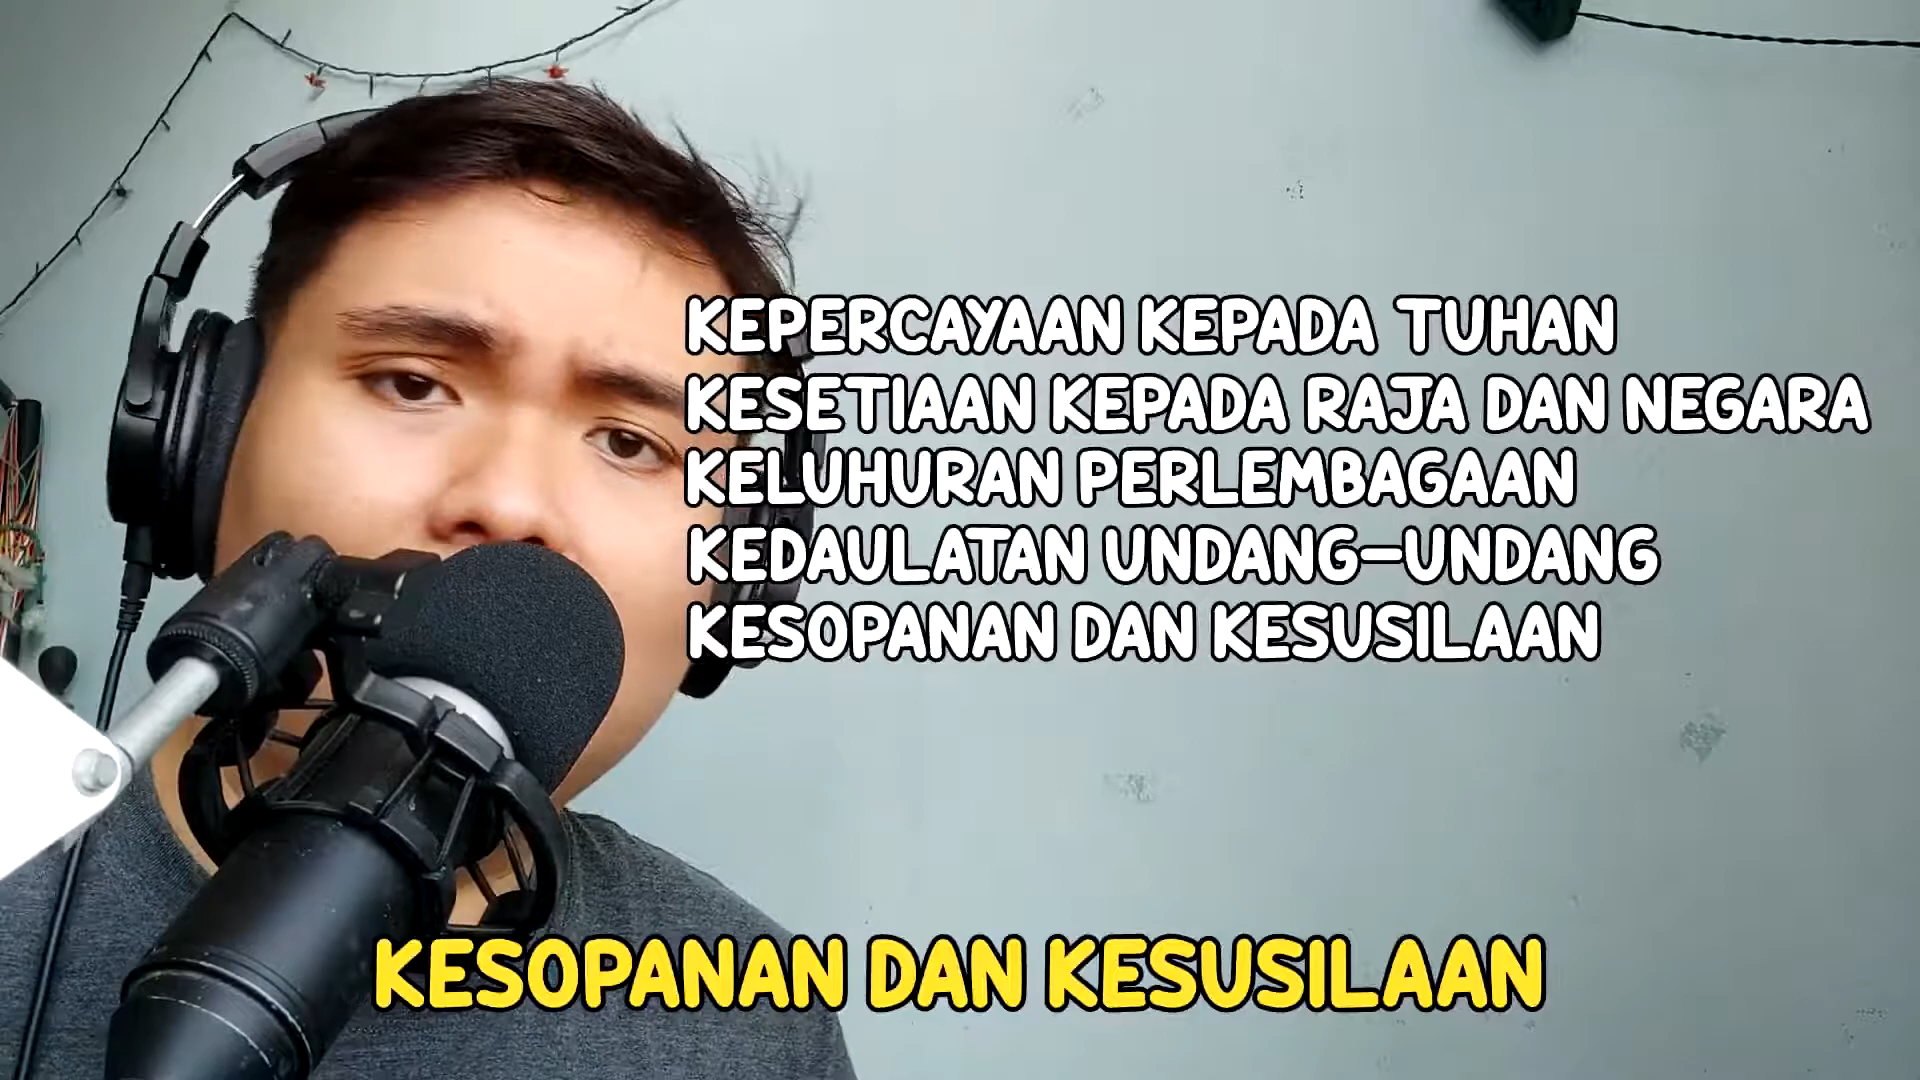 KEPERCAYAAN KEPADA TUHAN
KESETIAAN KEPADA RAJA DAN NEGARA
KELUHURAN PERLEMBAGAAN
KEDAULATAN UNDANG-UNDANG
KESOPANAN DAN KESUSILAAN
KESOPANAN DAN KESUSILAAN